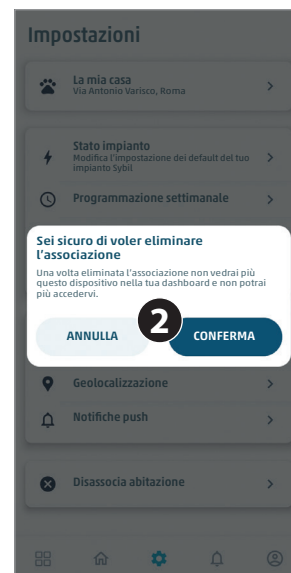 Impostazioni
La mia casa
Via Antonio Varisco, Roma
Stato impianto
Modifica l'impostazione dei default del tuo
impianto Sybil
Programmazione settimanale
Sei sicuro di voler eliminare
l'associazione
Una volta eliminata l'associazione non vedrai più
questo dispositivo nella tua dashboard e non potrai
più accedervi.
ANNULLA
2
CONFERMA
Geolocalizzazione
Notifiche push
Disassocia abitazione